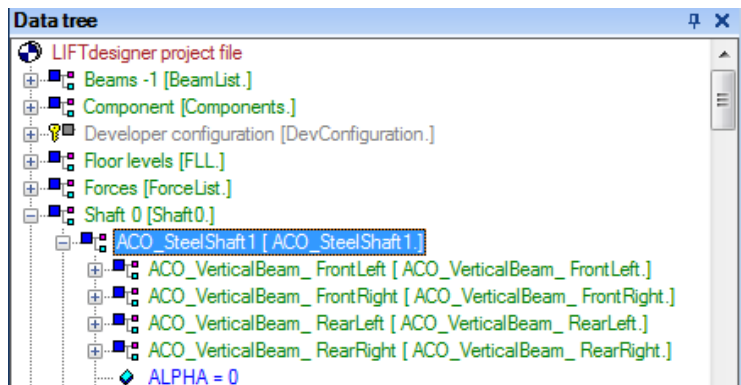 Data tree
LIFTdesigner project file
Beams -1 [BeamList.]
Component [Components.]
Developer configuration [DevConfiguration.]
Floor levels [FLL.]
Forces [ForceList.]
Shaft 0 [Shaft0.]
ACO_SteelShaft1 [ ACO_SteelShaft1.]
ACO_VerticalBeam_ FrontLeft [ ACO_VerticalBeam_ FrontLeft.]
ACO_VerticalBeam_ FrontRight [ ACO_VerticalBeam_ FrontRight.]
ACO_VerticalBeam_ RearLeft [ ACO_VerticalBeam_ RearLeft.]
ACO_VerticalBeam_ RearRight [ ACO_VerticalBeam_ RearRight.]
ALPHA = 0